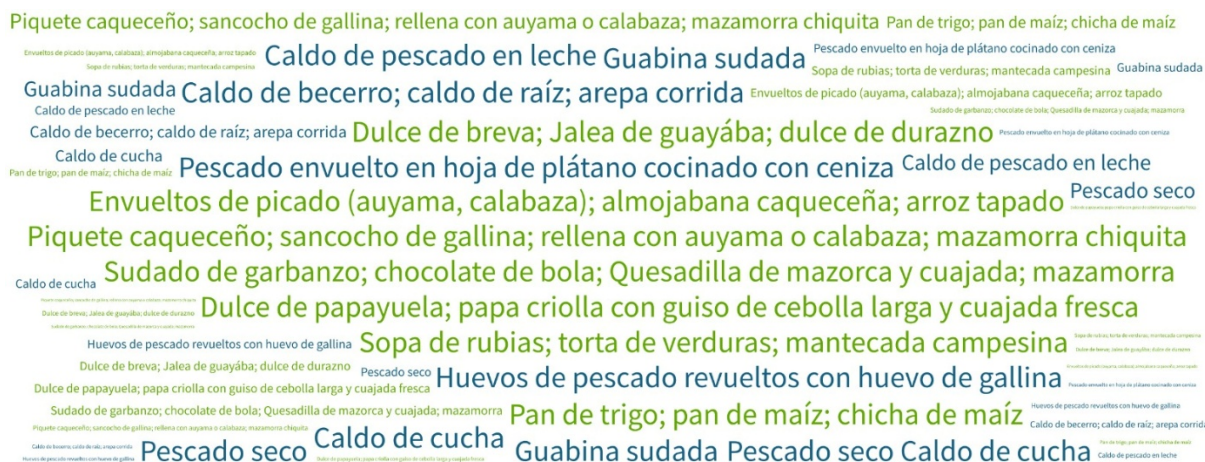 Piquete caqueceño; sancocho de gallina; rellena con auyama o calabaza; mazamorra chiquita Pan de trigo; pan de maíz; chicha de maíz
Envueltos de picado (auyama, calabaza); almojabana caqueceña; arroz tapado Caldo de pescado en leche Guabina sudada Pescado envuelto en hoja de plátano cocinado con ceniza
Sopa de rubias; torta de verduras; mantecada campesina Sopa de rubias; torta de verduras; mantecada campesina Guabina sudada
Guabina sudada Caldo de becerro; caldo de raíz; arepa corrida Envueltos de picado (auyama, calabaza); almojabana caqueceña; arroz tapado
Caldo de pescado en leche Sudado de garbanzo; chocolate de bola; Quesadilla de mazorca y cuajada; mazamorra
Caldo de becerro; caldo de raíz; arepa corrida Dulce de breva; Jalea de guayába; dulce de durazno Pescado envuelto en hoja de plátano cocinado con ceniza
Caldo de cucha
Pan de trigo; pan de maíz; chicha de maíz Pescado envuelto en hoja de plátano cocinado con ceniza Caldo de pescado en leche
Envueltos de picado (auyama, calabaza); almojabana caqueceña; arroz tapado Pescado seco
Piquete caqueceño; sancocho de gallina; rellena con auyama o calabaza; mazamorra chiquita
Caldo de cucha Sudado de garbanzo; chocolate de bola; Quesadilla de mazorca y cuajada; mazamorra
Dulce de breva; Jalea de guayába; dulce de durazno Dulce de papayuela; papa criolla con guiso de cebolla larga y cuajada fresca
Huevos de pescado revueltos con huevo de gallina Sopa de rubias; torta de verduras; mantecada campesina Sopa de rubias; torta de verduras; mantecada campesina
Dulce de breva; Jalea de guayába; dulce de durazno Pescado seco Huevos de pescado revueltos con huevo de gallina Pescado envuelto en hoja de plátano cocinado con ceniza
Dulce de papayuela; papa criolla con guiso de cebolla larga y cuajada fresca
Sudado de garbanzo; chocolate de bola; Quesadilla de mazorca y cuajada; mazamorra Pan de trigo; pan de maíz; chicha de maíz Huevos de pescado revueltos con huevo de gallina
Piquete caqueceño; sancocho de gallina; rellena con auyama o calabaza; mazamorra chiquita Caldo de becerro; caldo de raíz; arepa corrida
Caldo de becerro; caldo de raíz; arepa corrida Pescado seco Caldo de cucha Guabina sudada Pescado seco Caldo de cucha Pan de trigo; pan de maíz; chicha de maíz
Huevos de pescado revueltos con huevo de gallina Caldo de pescado en leche